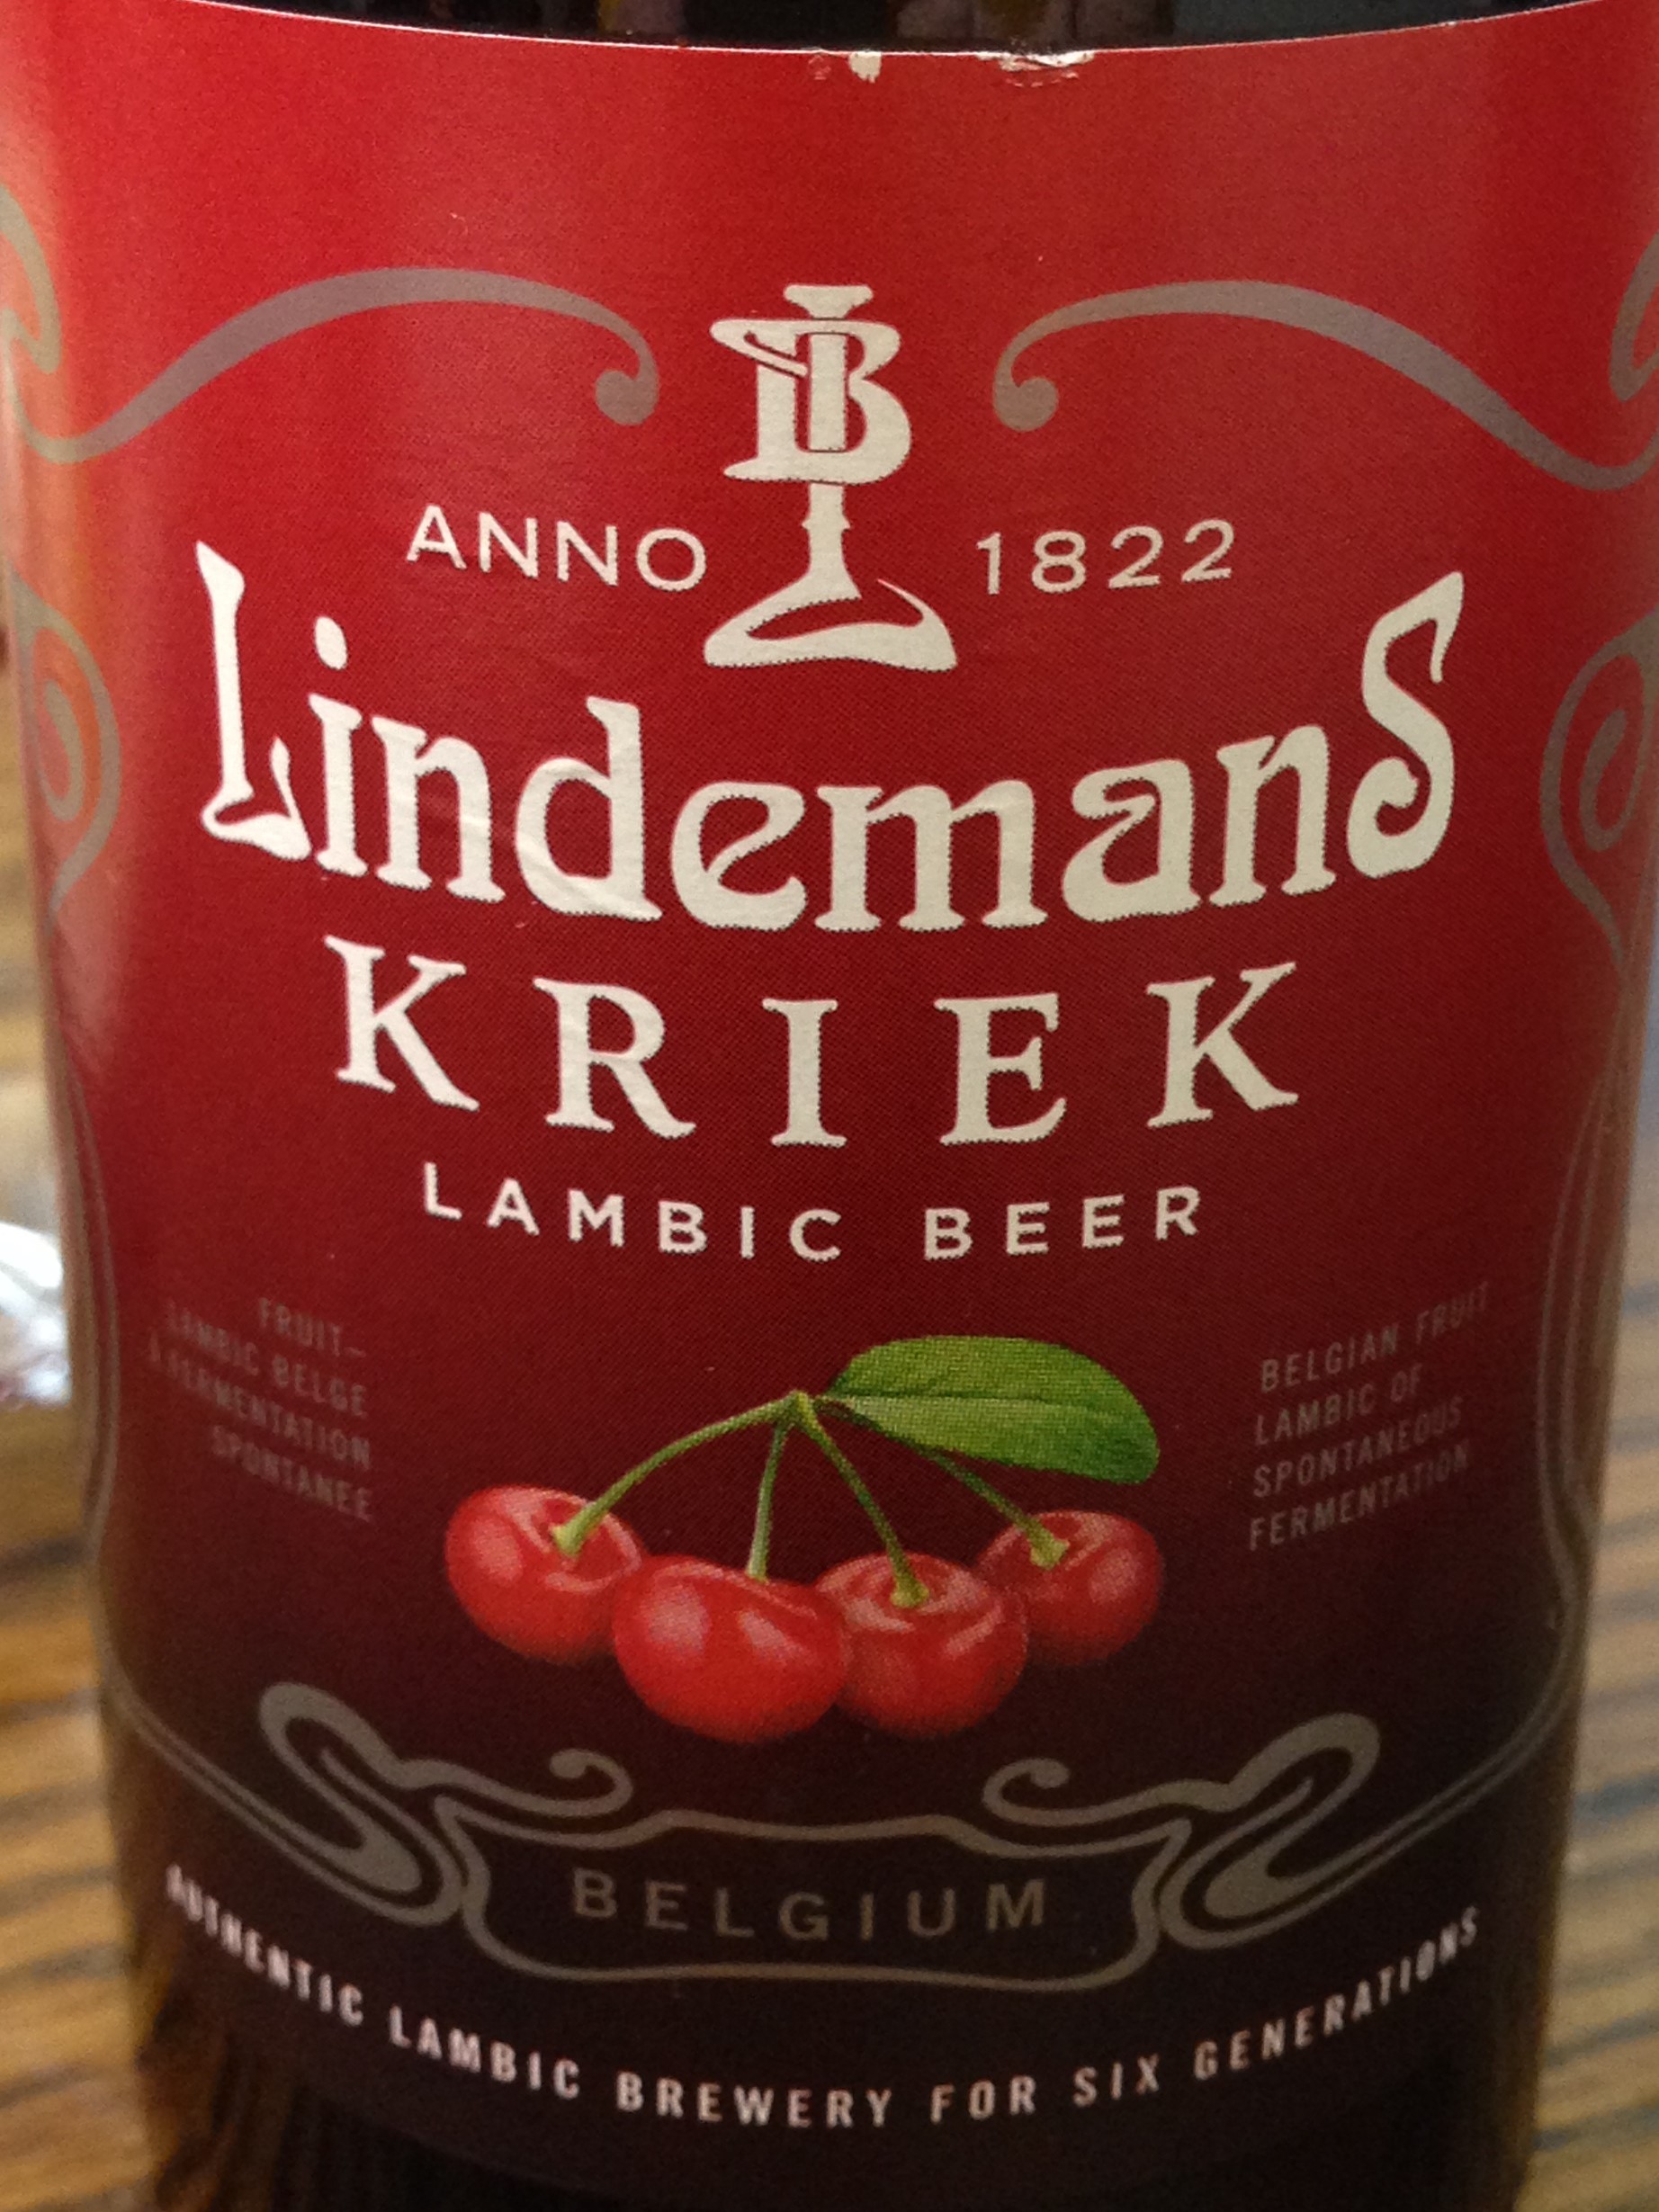 ANNO 1822
Lindemans
KRIEK
LAMBIC BEER
FRUIT-
LAMBIC BELGE
A FERMENTATION
SPONTANEE
BELGIAN FRUIT
LAMBIC OF
SPONTANEOUS
FERMENTATION
BELGIUM
AUTHENTIC LAMBIC BREWERY FOR SIX GENERATIONS